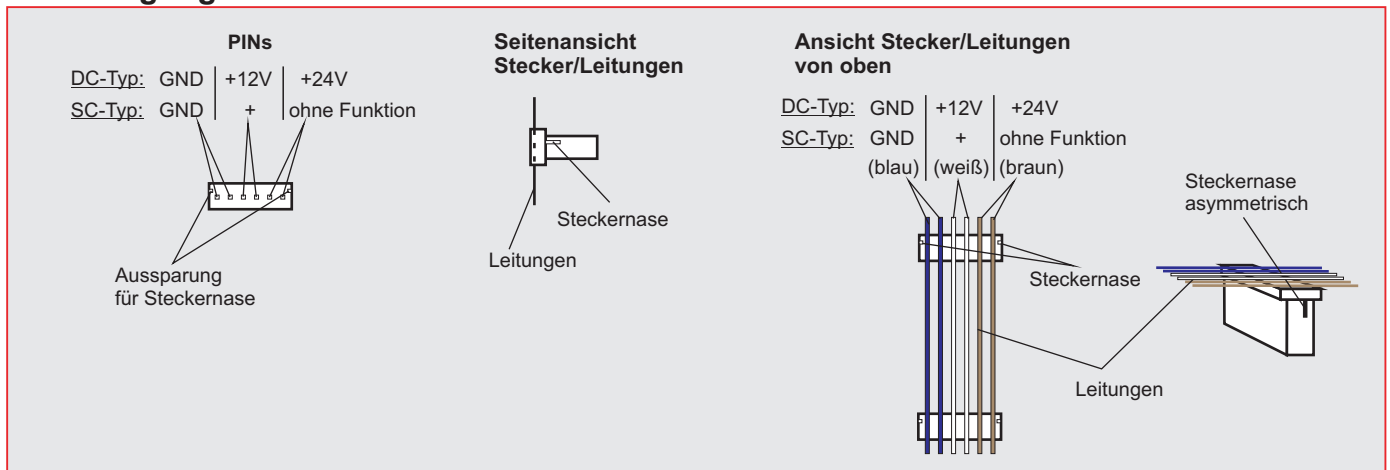 PINs
DC-Typ: GND +12V +24V
SC-Typ: GND + ohne Funktion
Aussparung
für Steckernase
Seitenansicht
Stecker/Leitungen
Steckernase
Leitungen
Ansicht Stecker/Leitungen
von oben
DC-Typ: GND +12V +24V
SC-Typ: GND + ohne Funktion
(blau) (weiß) (braun)
Steckernase
Leitungen
Steckernase
asymmetrisch